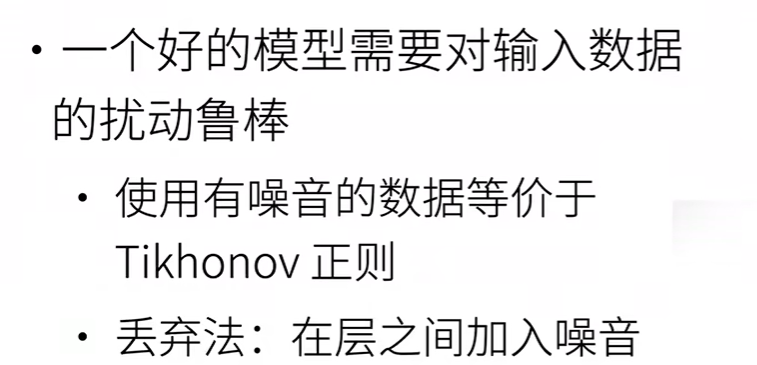 • 一个好的模型需要对输入数据
的扰动鲁棒
• 使用有噪音的数据等价于
Tikhonov 正则
• 丢弃法：在层之间加入噪音